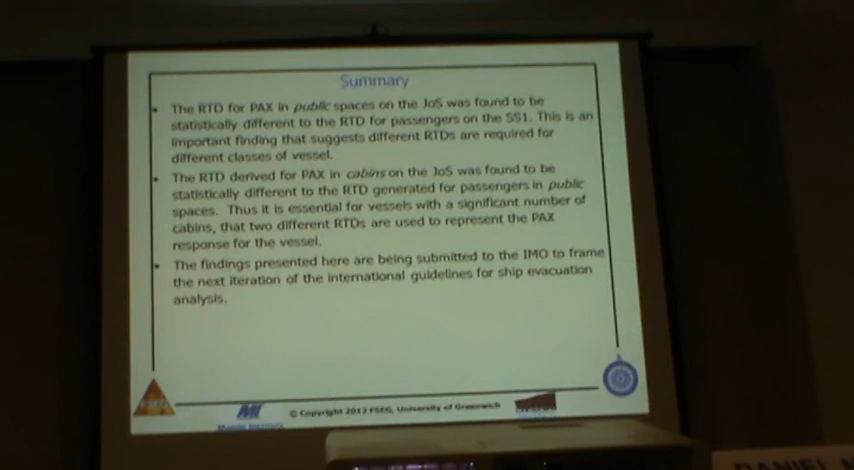 Summary
• The RTD for PAX in public spaces on the JoS was found to be
statistically different to the RTD for passengers on the SS1. This is an
important finding that suggests different RTDs are required for
different classes of vessel.
• The RTD derived for PAX in cabins on the JoS was found to be
statistically different to the RTD generated for passengers in public
spaces. Thus it is essential for vessels with a significant number of
cabins, that two different RTDs are used to represent the PAX
response for the vessel.
• The findings presented here are being submitted to the IMO to frame
the next iteration of the international guidelines for ship evacuation
analysis.
MI
© Copyright 2012 FSEG, University of Greenwich
DANIEL